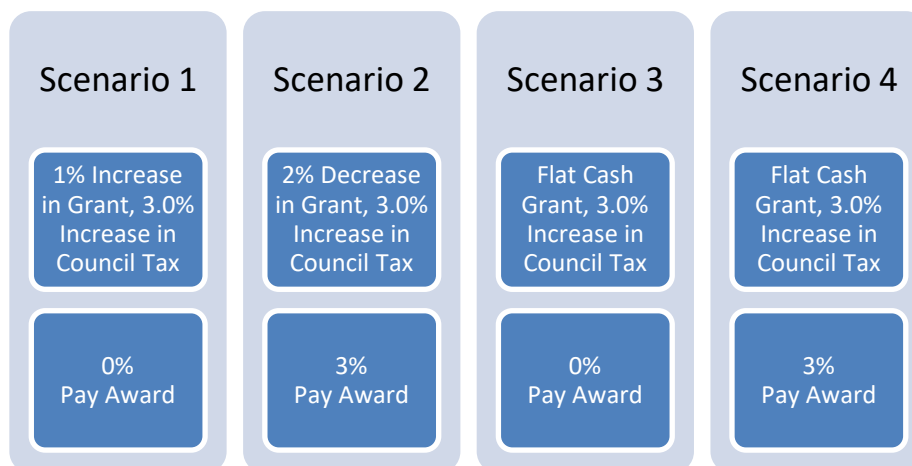 Scenario 1
1% Increase
in Grant, 3.0%
Increase in
Council Tax
0%
Pay Award
Scenario 2
2% Decrease
in Grant, 3.0%
Increase in
Council Tax
3%
Pay Award
Scenario 3
Flat Cash
Grant, 3.0%
Increase in
Council Tax
0%
Pay Award
Scenario 4
Flat Cash
Grant, 3.0%
Increase in
Council Tax
3%
Pay Award